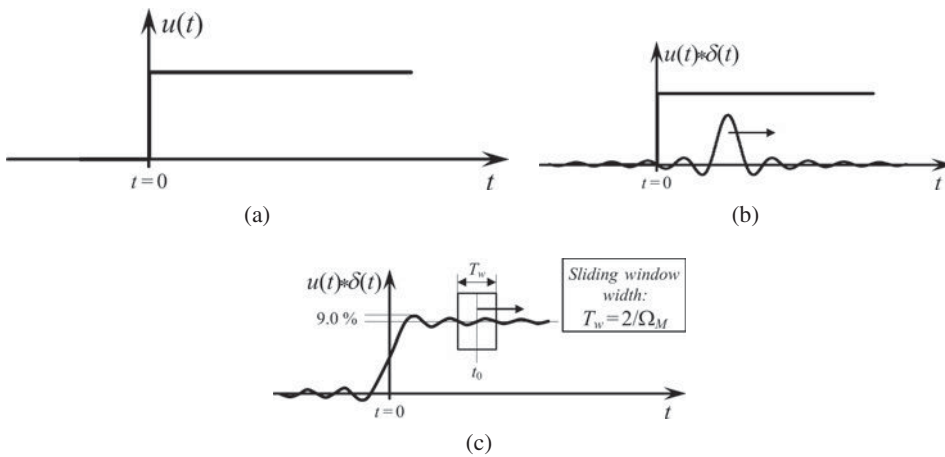 u(t)
t = 0
t
(a)
u(t)*δ(t)
t = 0
t
(b)
u(t)*δ(t)
9.0 %
T_w
t_0
t = 0
t
Sliding window
width:
T_w = 2/Ω_M
(c)